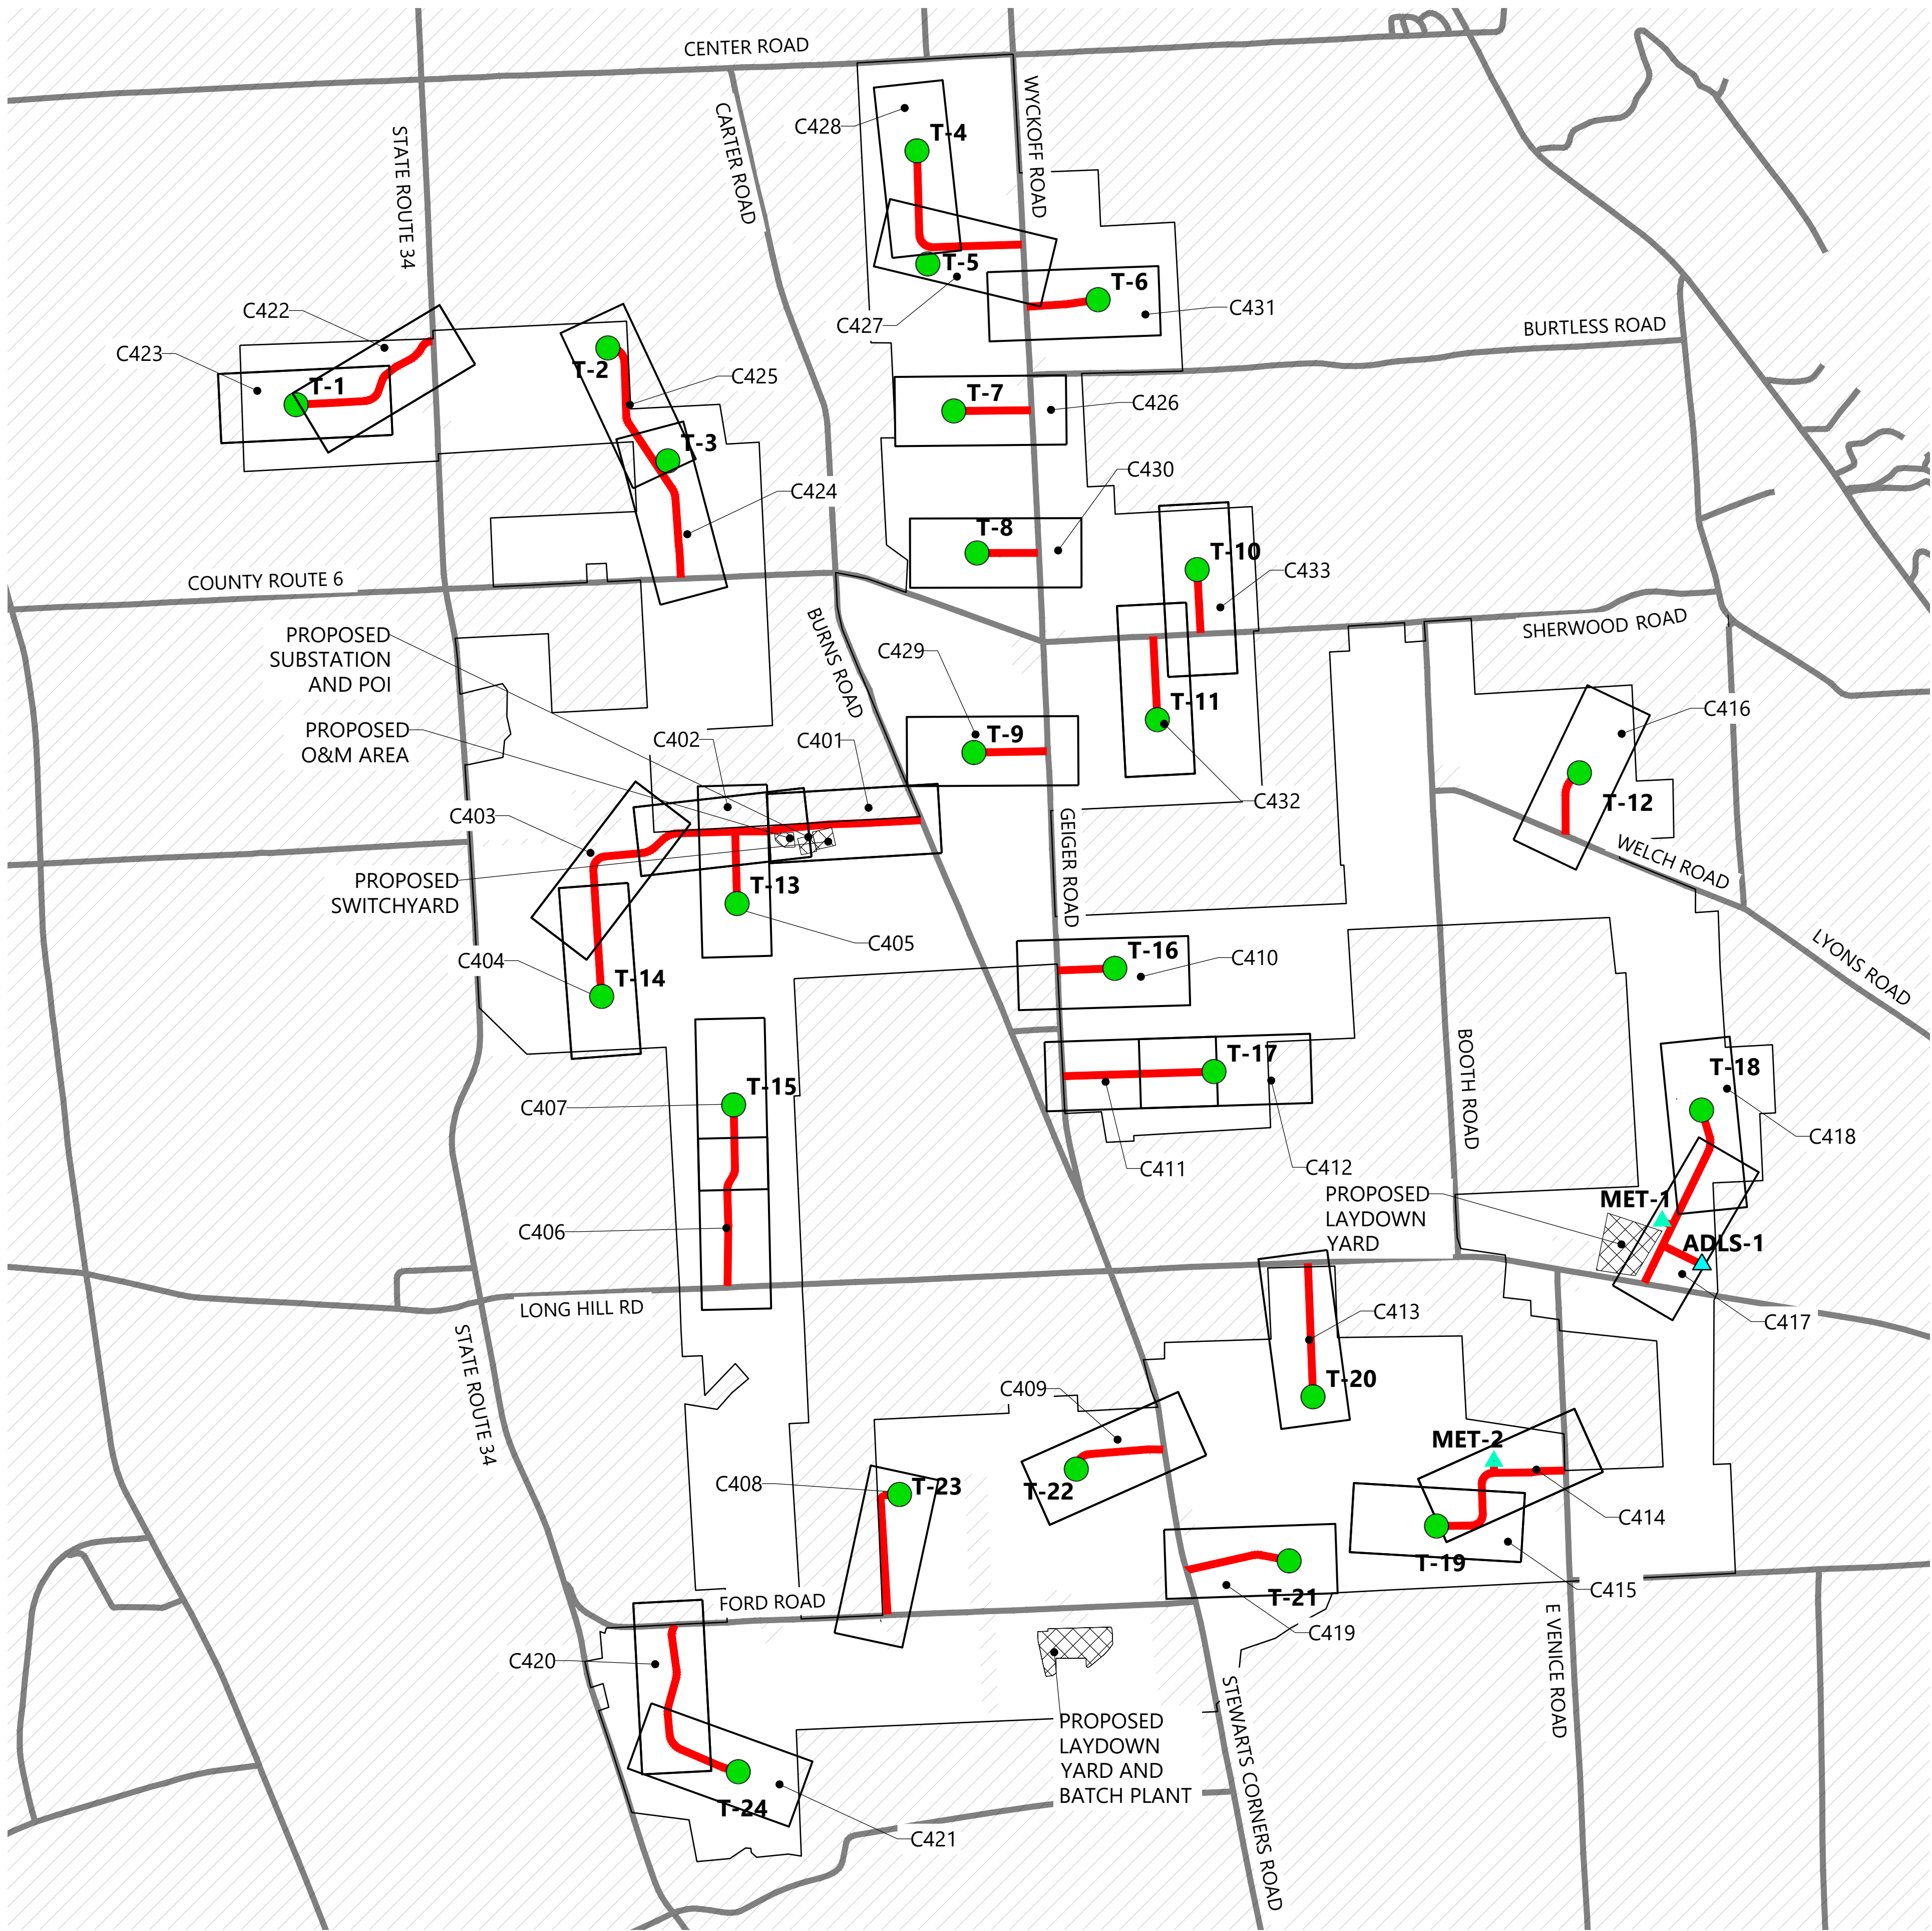 CENTER ROAD
WYCKOFF ROAD
CARTER ROAD
STATE ROUTE 34
C428
T-4
T-5
T-6
C427
C431
C422
C423
T-1
T-2
C425
T-3
C424
BURTLESS ROAD
T-7
C426
C430
T-8
T-10
C433
COUNTY ROUTE 6
SHERWOOD ROAD
PROPOSED
SUBSTATION
AND POI
BURNS ROAD
C429
T-11
C416
PROPOSED
O&M AREA
C402
C401
T-9
C432
T-12
C403
GEIGER ROAD
WELCH ROAD
PROPOSED
SWITCHYARD
T-13
C405
C404
T-14
T-16
C410
LYONS ROAD
T-17
BOOTH ROAD
T-18
T-15
C407
C411
C412
C418
PROPOSED
LAYDOWN
YARD
MET-1
ADLS-1
C406
LONG HILL RD
C413
C417
STATE ROUTE 34
T-20
C409
MET-2
C408
T-23
T-22
C414
T-19
T-21
C415
FORD ROAD
C419
C420
E VENICE ROAD
STEWARTS CORNERS ROAD
PROPOSED
LAYDOWN
YARD AND
BATCH PLANT
T-24
C421